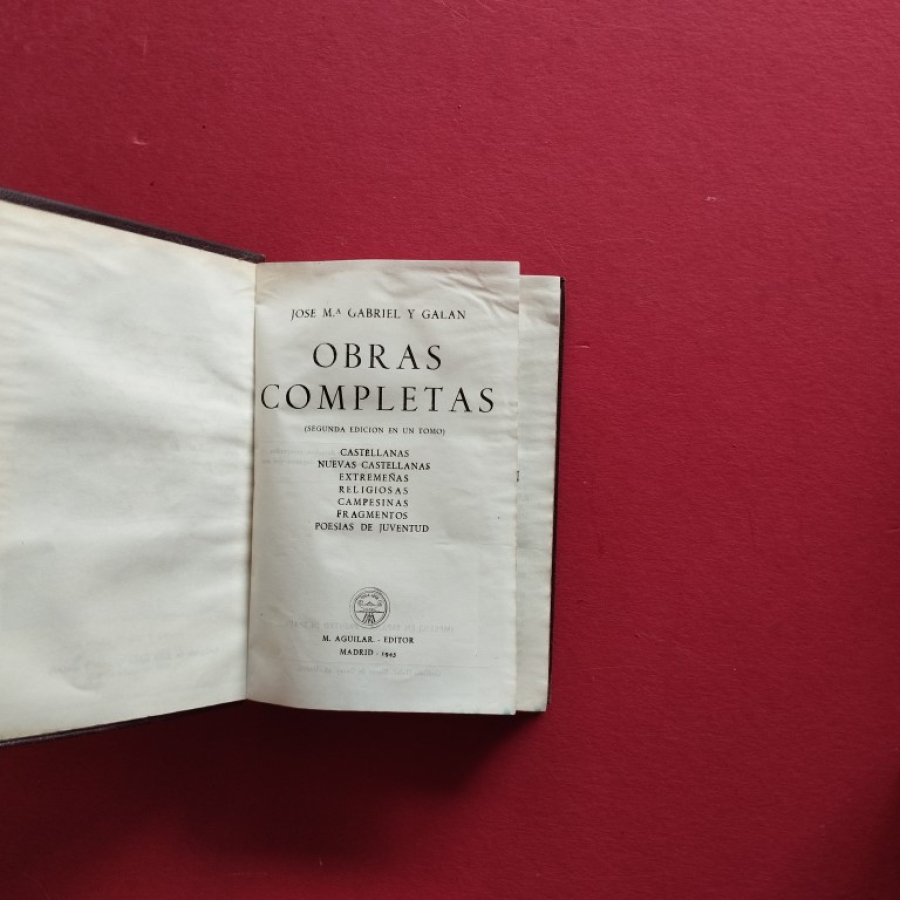 JOSE M.ª GABRIEL Y GALAN
OBRAS
COMPLETAS
(SEGUNDA EDICION EN UN TOMO)
CASTELLANAS
NUEVAS CASTELLANAS
EXTREMEÑAS
RELIGIOSAS
CAMPESINAS
FRAGMENTOS
POESIAS DE JUVENTUD
M. AGUILAR - EDITOR
MADRID - 1945